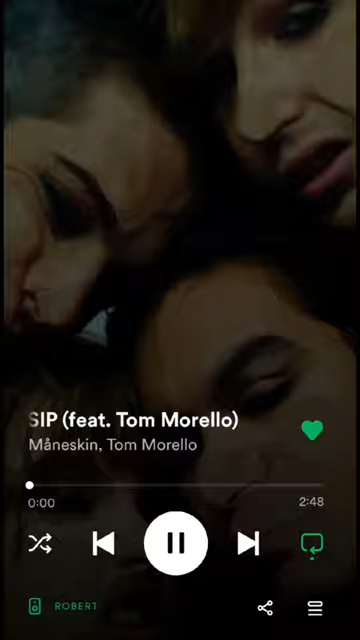 SIP (feat. Tom Morello)
Måneskin, Tom Morello
0:00
2:48
ROBERT